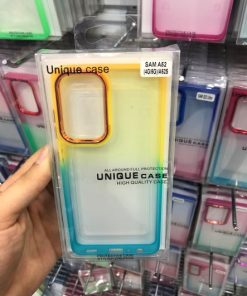 Unique case
SAM A52
(4G/5G)/A52S
ALL AROUND FULL PROTECTION
UNIQUE CASE
HIGH-QUALITY CASE